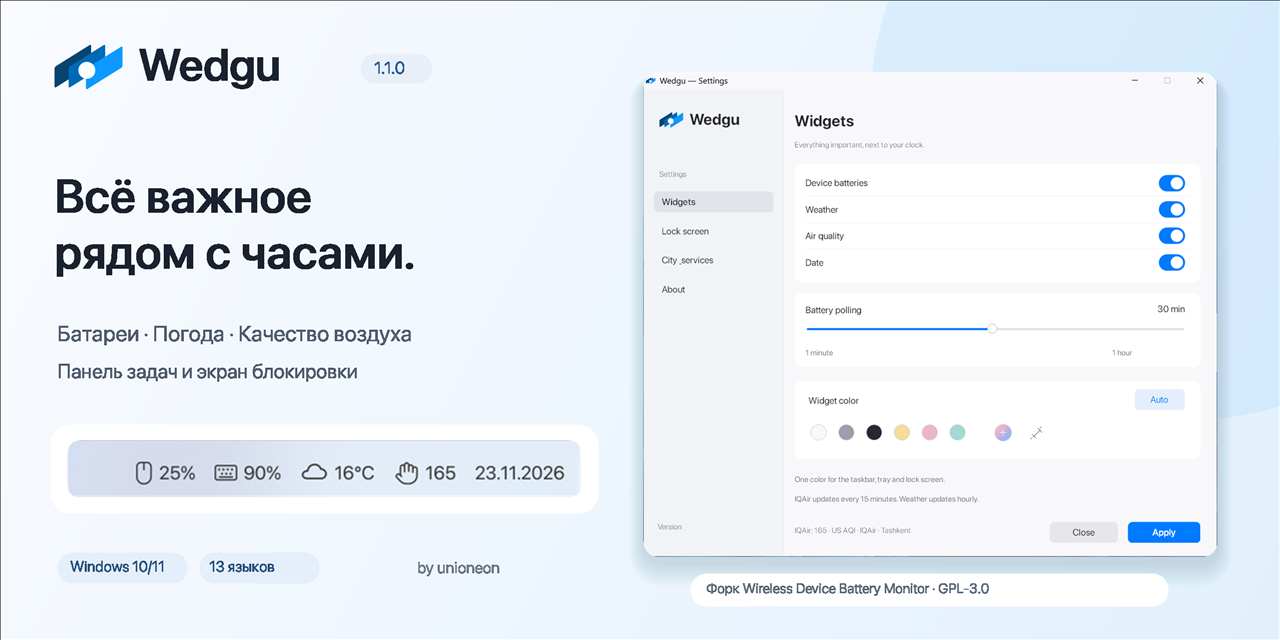 Wedgu
1.1.0
Всё важное
рядом с часами.
Батареи · Погода · Качество воздуха
Панель задач и экран блокировки
25% 90% 16°C 165 23.11.2026
Windows 10/11
13 языков
by unioneon
Wedgu — Settings
Wedgu
Settings
Widgets
Lock screen
City_services
About
Version
Widgets
Everything important, next to your clock.
Device batteries
Weather
Air quality
Date
Battery polling
30 min
1 minute
1 hour
Widget color
Auto
One color for the taskbar, tray and lock screen.
IQAir updates every 15 minutes. Weather updates hourly.
IQAir: 165 · US AQI · IQAir · Tashkent
Close
Apply
Форк Wireless Device Battery Monitor · GPL-3.0